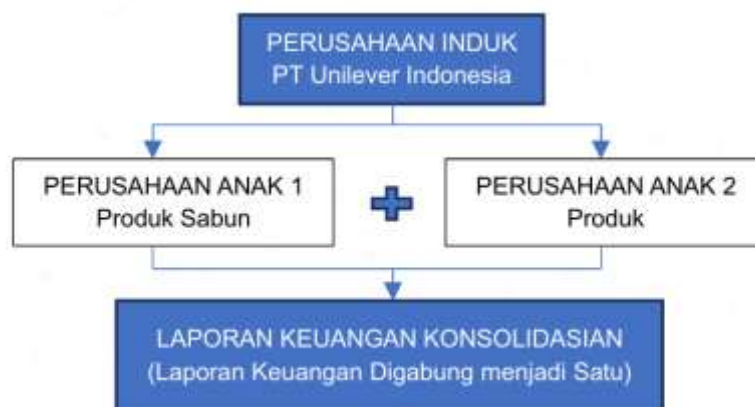 PERUSAHAAN INDUK
PT Unilever Indonesia
PERUSAHAAN ANAK 1
Produk Sabun
PERUSAHAAN ANAK 2
Produk
LAPORAN KEUANGAN KONSOLIDASIAN
(Laporan Keuangan Digabung menjadi Satu)